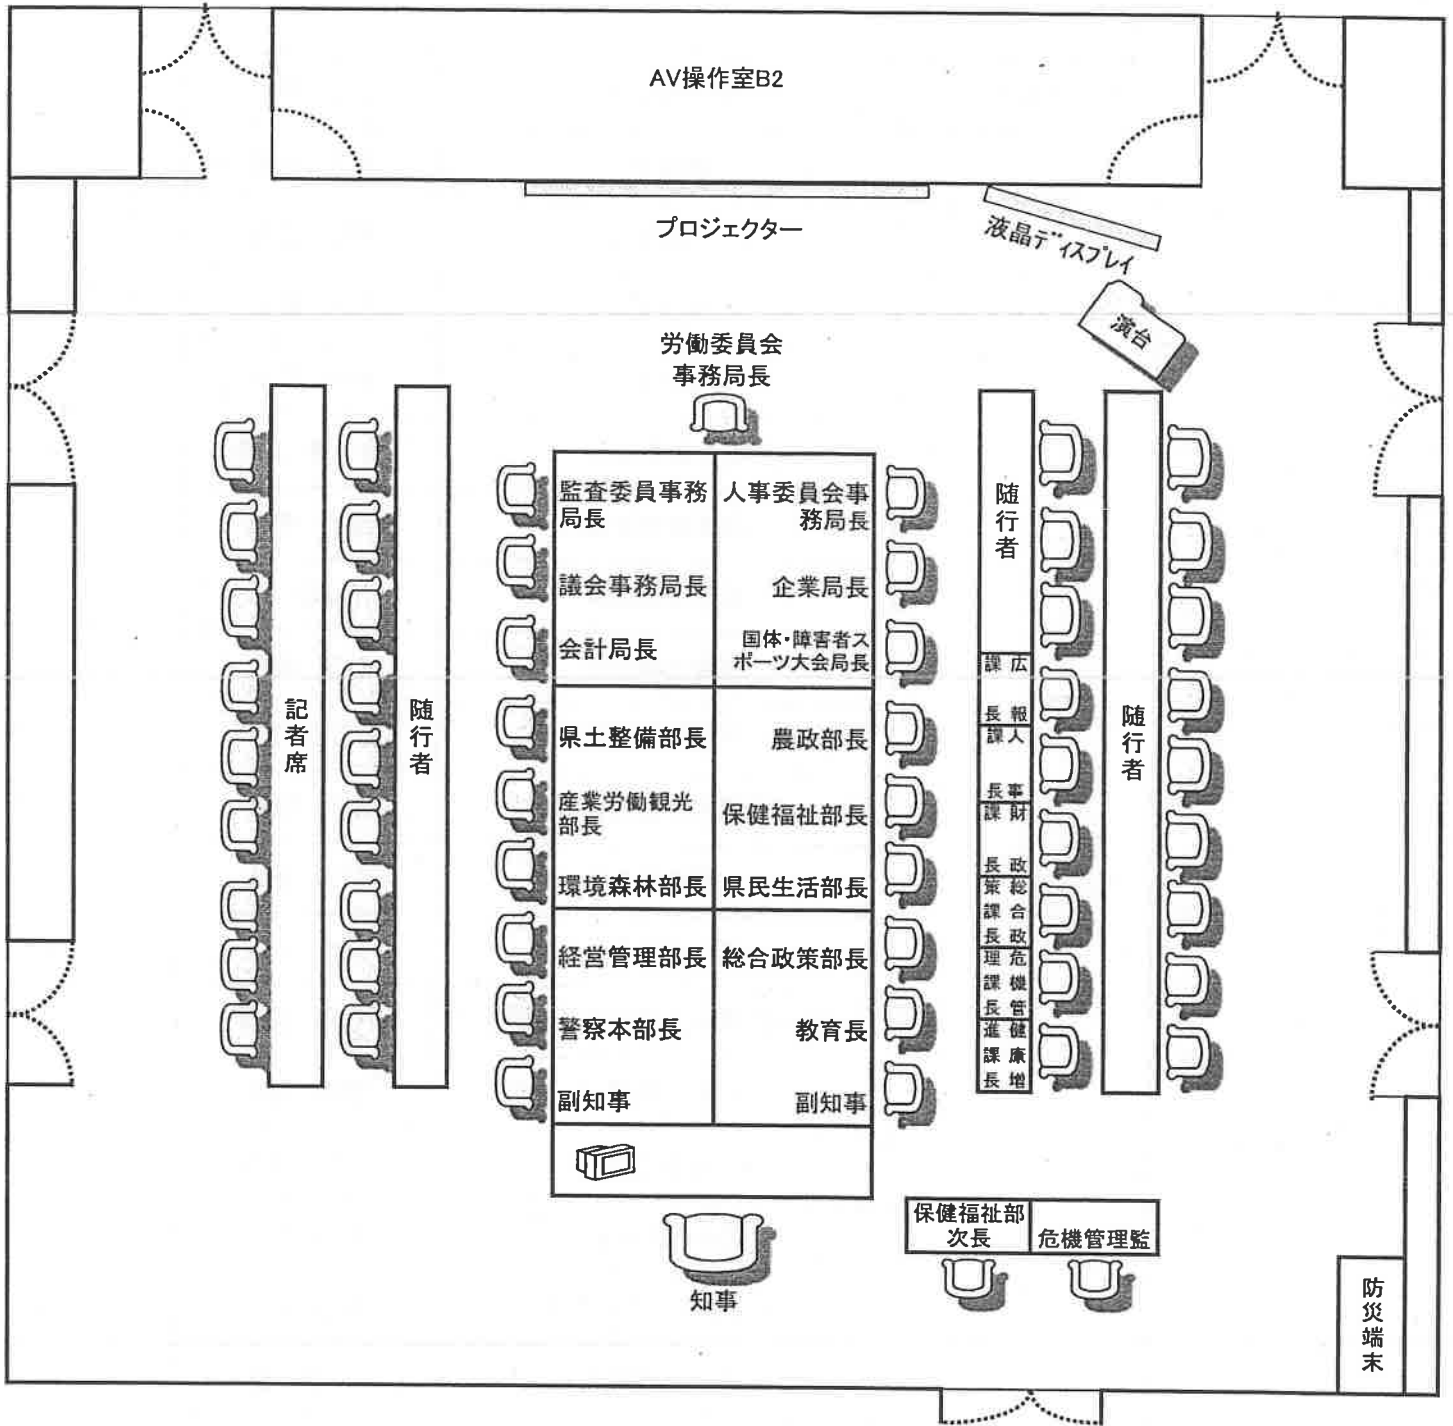 AV操作室B2
プロジェクター
液晶ディスプレイ
演台
労働委員会
事務局長
記者席
随行者
監査委員事務
局長
人事委員会事
務局長
議会事務局長
企業局長
会計局長
国体・障害者ス
ポーツ大会局長
県土整備部長
農政部長
産業労働観光
部長
保健福祉部長
環境森林部長
県民生活部長
経営管理部長
総合政策部長
警察本部長
教育長
副知事
副知事
知事
随行者
広報
課長
人事
課長
財政
課長
総合政
策課長
危機管
理課長
健康増
進課長
随行者
保健福祉部
次長
危機管理監
防災端末